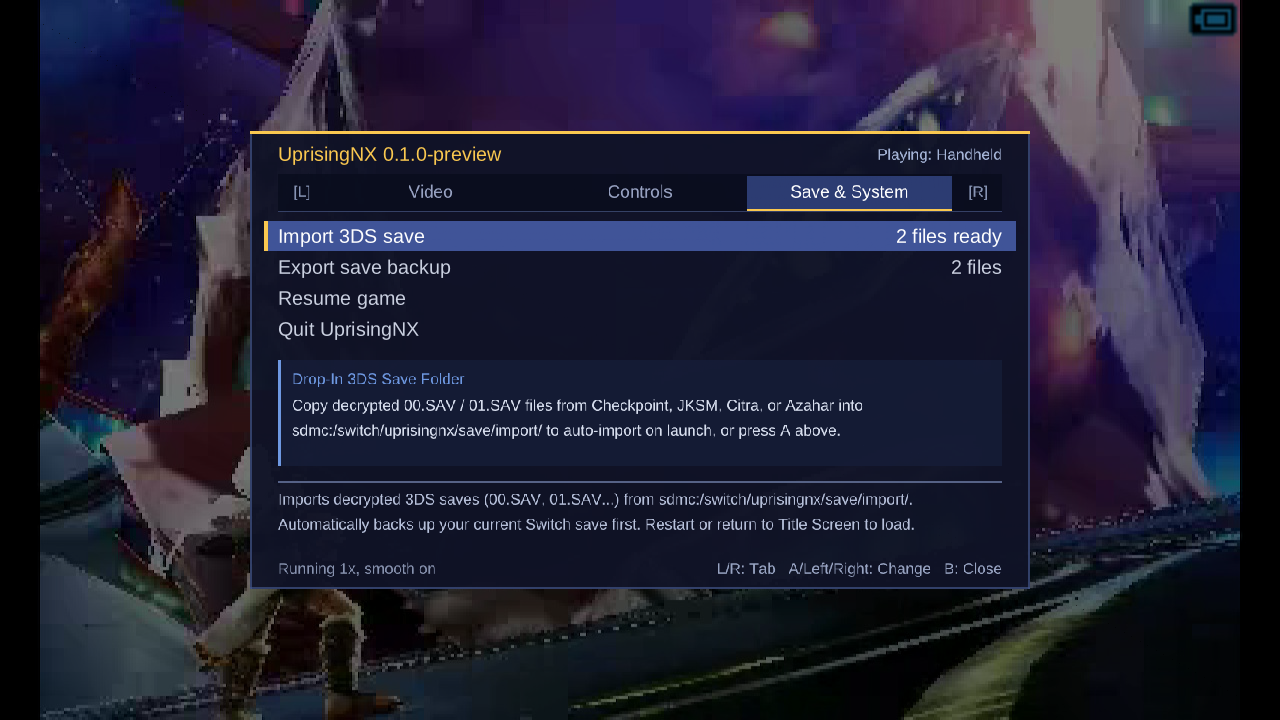 UprisingNX 0.1.0-preview
Playing: Handheld
[L] Video Controls Save & System [R]
Import 3DS save 2 files ready
Export save backup 2 files
Resume game
Quit UprisingNX
Drop-In 3DS Save Folder
Copy decrypted 00.SAV / 01.SAV files from Checkpoint, JKSM, Citra, or Azahar into
sdmc:/switch/uprisingnx/save/import/ to auto-import on launch, or press A above.
Imports decrypted 3DS saves (00.SAV, 01.SAV...) from sdmc:/switch/uprisingnx/save/import/.
Automatically backs up your current Switch save first. Restart or return to Title Screen to load.
Running 1x, smooth on
L/R: Tab A/Left/Right: Change B: Close